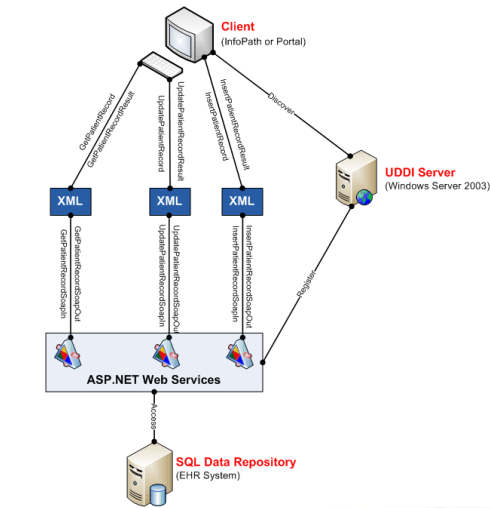 Client
(InfoPath or Portal)
GetPatientRecord
GetPatientRecordResult
UpdatePatientRecord
UpdatePatientRecordResult
InsertPatientRecordResult
InsertPatientRecord
Discover
UDDI Server
(Windows Server 2003)
XML
XML
XML
GetPatientRecordSoapIn
GetPatientRecordSoapOut
UpdatePatientRecordSoapIn
UpdatePatientRecordSoapOut
InsertPatientRecordSoapIn
InsertPatientRecordSoapOut
Register
ASP.NET Web Services
Access
SQL Data Repository
(EHR System)